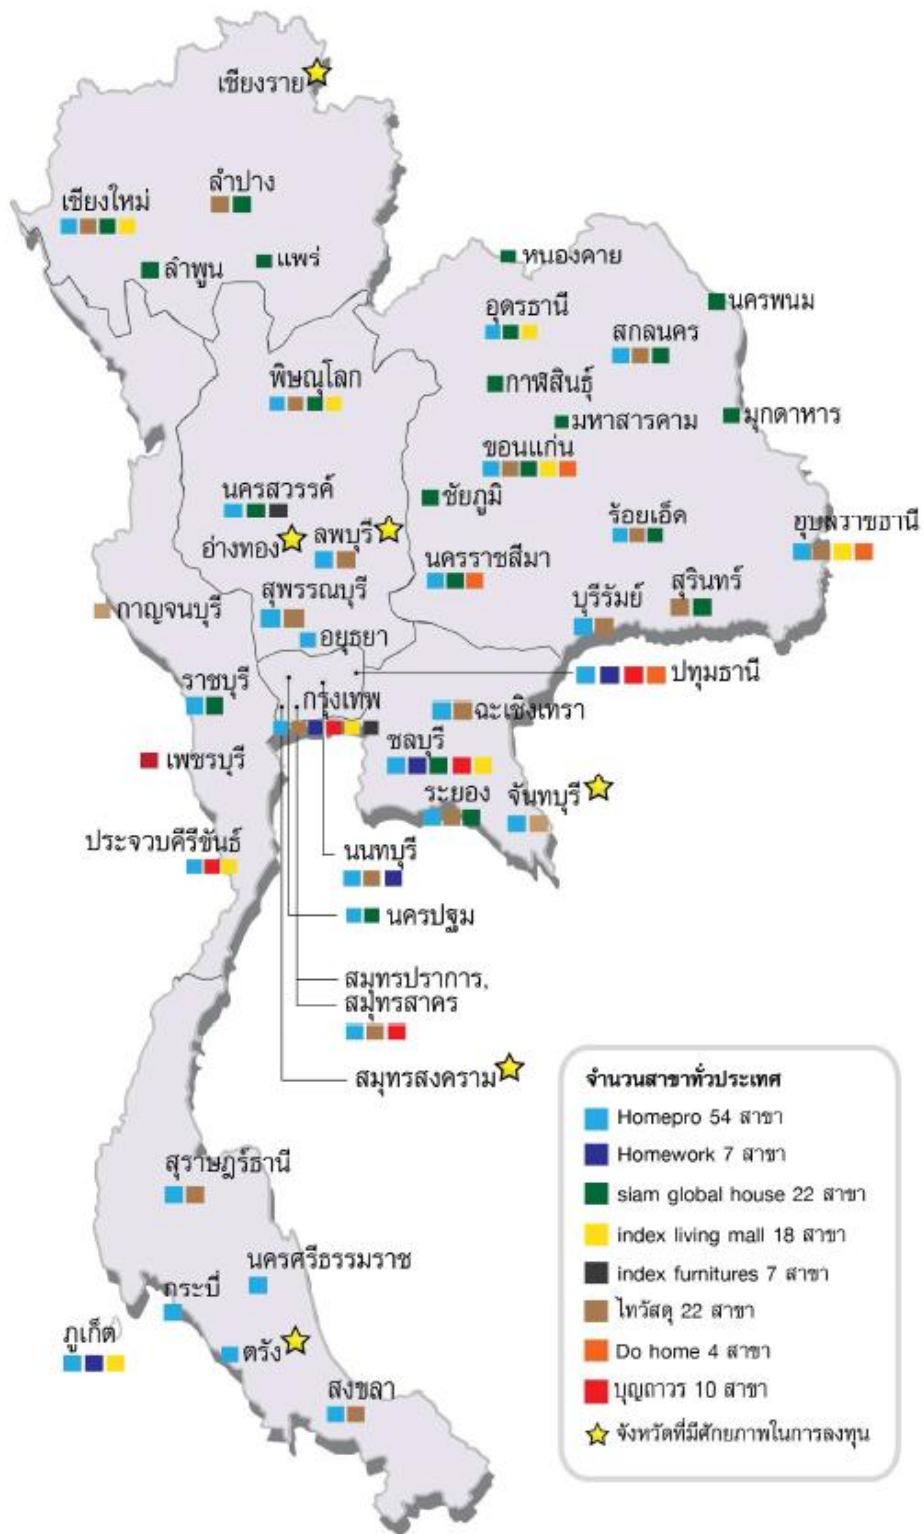 เชียงราย
ลำปาง
เชียงใหม่
ลำพูน
แพร่
หนองคาย
นครพนม
อุดรธานี
สกลนคร
พิษณุโลก
กาฬสินธุ์
มหาสารคาม
มุกดาหาร
ขอนแก่น
นครสวรรค์
ชัยภูมิ
ร้อยเอ็ด
อุบลราชธานี
อ่างทอง
ลพบุรี
นครราชสีมา
สุรินทร์
บุรีรัมย์
สุพรรณบุรี
กาญจนบุรี
อยุธยา
ปทุมธานี
ราชบุรี
กรุงเทพ
ฉะเชิงเทรา
ชลบุรี
เพชรบุรี
ระยอง
จันทบุรี
ประจวบคีรีขันธ์
นนทบุรี
นครปฐม
สมุทรปราการ,
สมุทรสาคร
สมุทรสงคราม
สุราษฎร์ธานี
นครศรีธรรมราช
กระบี่
ภูเก็ต
ตรัง
สงขลา
จำนวนสาขาทั่วประเทศ
Homepro 54 สาขา
Homework 7 สาขา
siam global house 22 สาขา
index living mall 18 สาขา
index furnitures 7 สาขา
ไทวัสดุ 22 สาขา
Do home 4 สาขา
บุญถาวร 10 สาขา
จังหวัดที่มีศักยภาพในการลงทุน